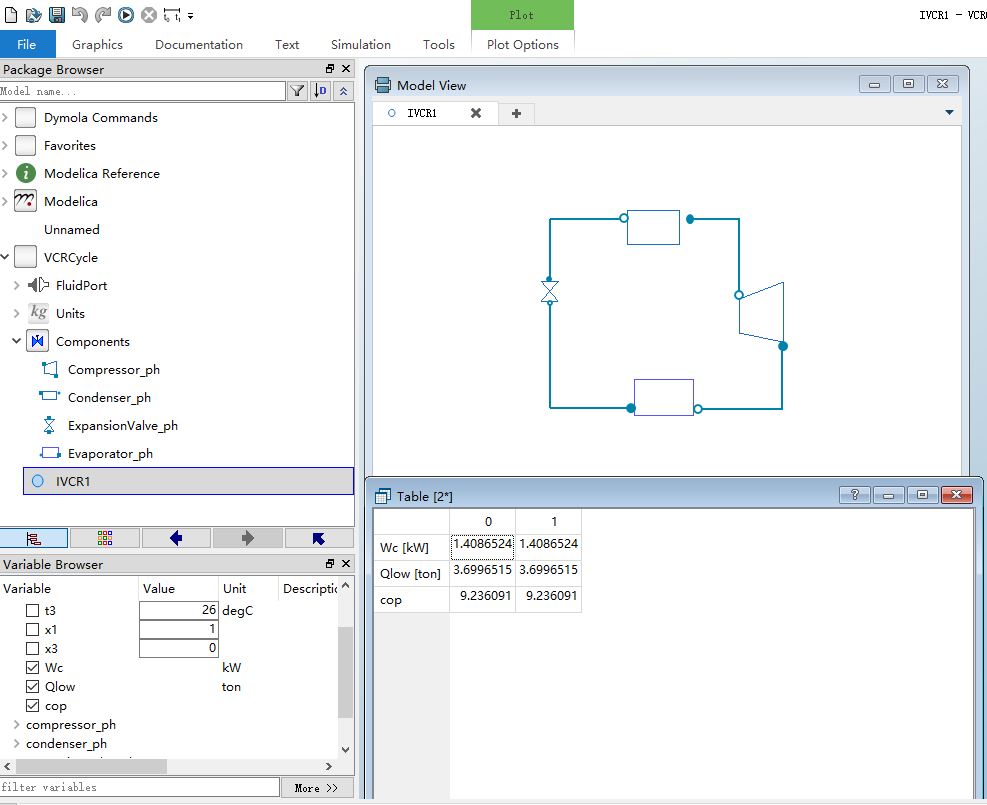 Plot
IVCR1 - VCR
File Graphics Documentation Text Simulation Tools Plot Options
Package Browser
Model name...
Dymola Commands
Favorites
i Modelica Reference
Modelica
Unnamed
VCRCycle
FluidPort
kg Units
Components
Compressor_ph
Condenser_ph
ExpansionValve_ph
Evaporator_ph
IVCR1
Variable Browser
Variable Value Unit Descriptic
t3 26 degC
x1 1
x3 0
Wc kW
Qlow ton
cop
compressor_ph
condenser_ph
filter variables More >>
Model View
IVCR1
Table [2*]
?
0 1
Wc [kW] 1.4086524 1.4086524
Qlow [ton] 3.6996515 3.6996515
cop 9.236091 9.236091